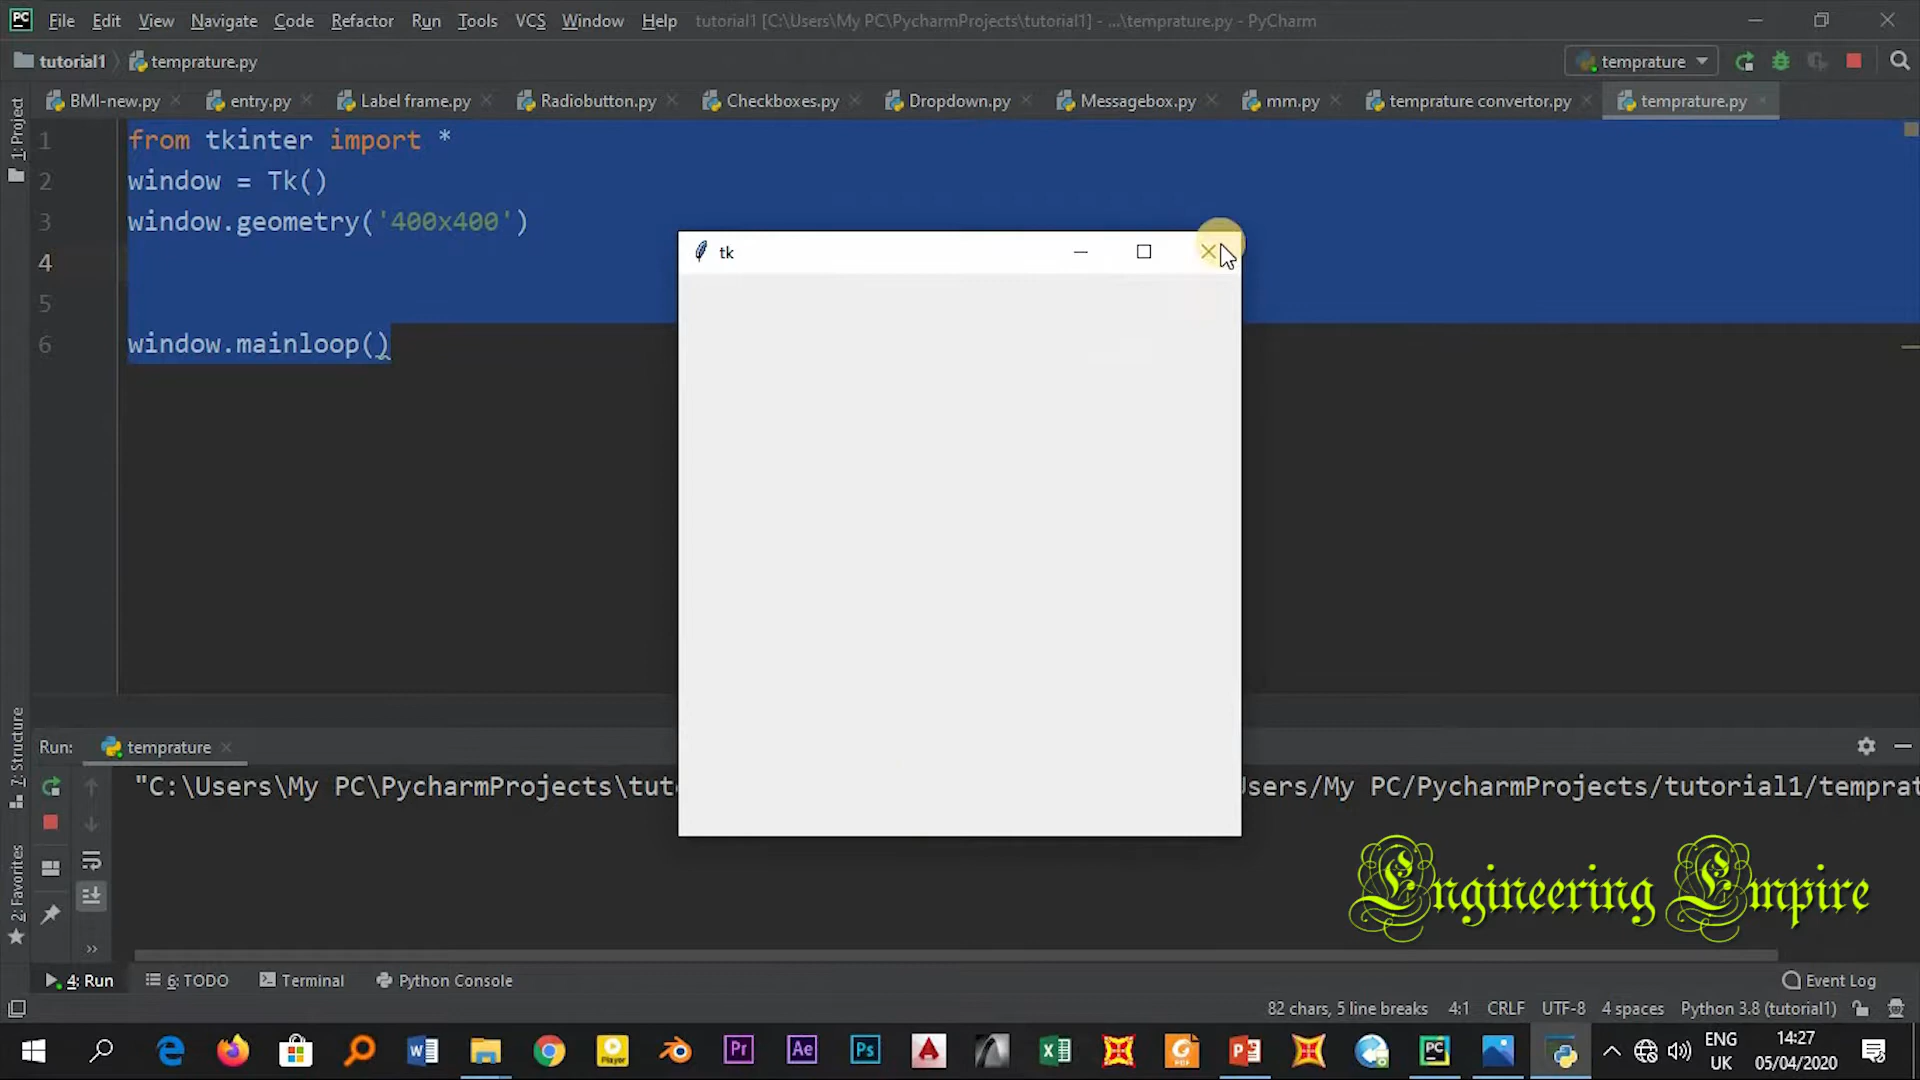 File Edit View Navigate Code Refactor Run Tools VCS Window Help tutorial1 [C:\Users\My PC\PycharmProjects\tutorial1] - ...\temprature.py - PyCharm
tutorial1 temprature.py temprature
BMI-new.py entry.py Label frame.py Radiobutton.py Checkboxes.py Dropdown.py Messagebox.py mm.py temprature convertor.py temprature.py
1: Project
1 from tkinter import *
2 window = Tk()
3 window.geometry('400x400')
4
5
6 window.mainloop()
tk
7: Structure
2: Favorites
Run: temprature
"C:\Users\My PC\PycharmProjects\tuto
Jsers/My PC/PycharmProjects/tutorial1/temprat
Engineering Empire
4: Run 6: TODO Terminal Python Console Event Log
82 chars, 5 line breaks 4:1 CRLF UTF-8 4 spaces Python 3.8 (tutorial1)
Player Pr Ae Ps
ENG 14:27
UK 05/04/2020